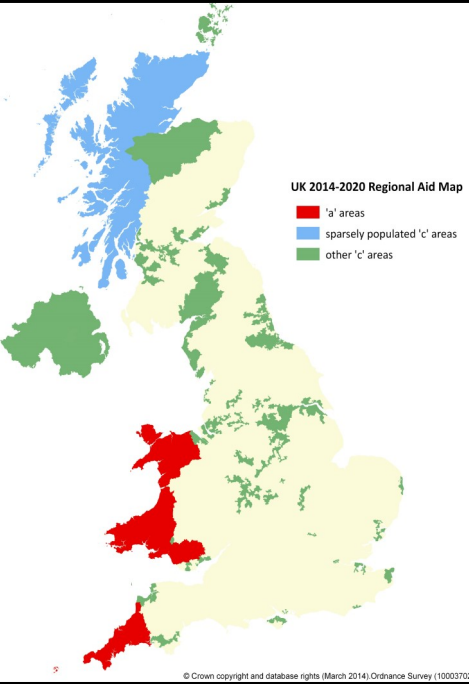 UK 2014-2020 Regional Aid Map
'a' areas
sparsely populated 'c' areas
other 'c' areas
© Crown copyright and database rights (March 2014).Ordnance Survey